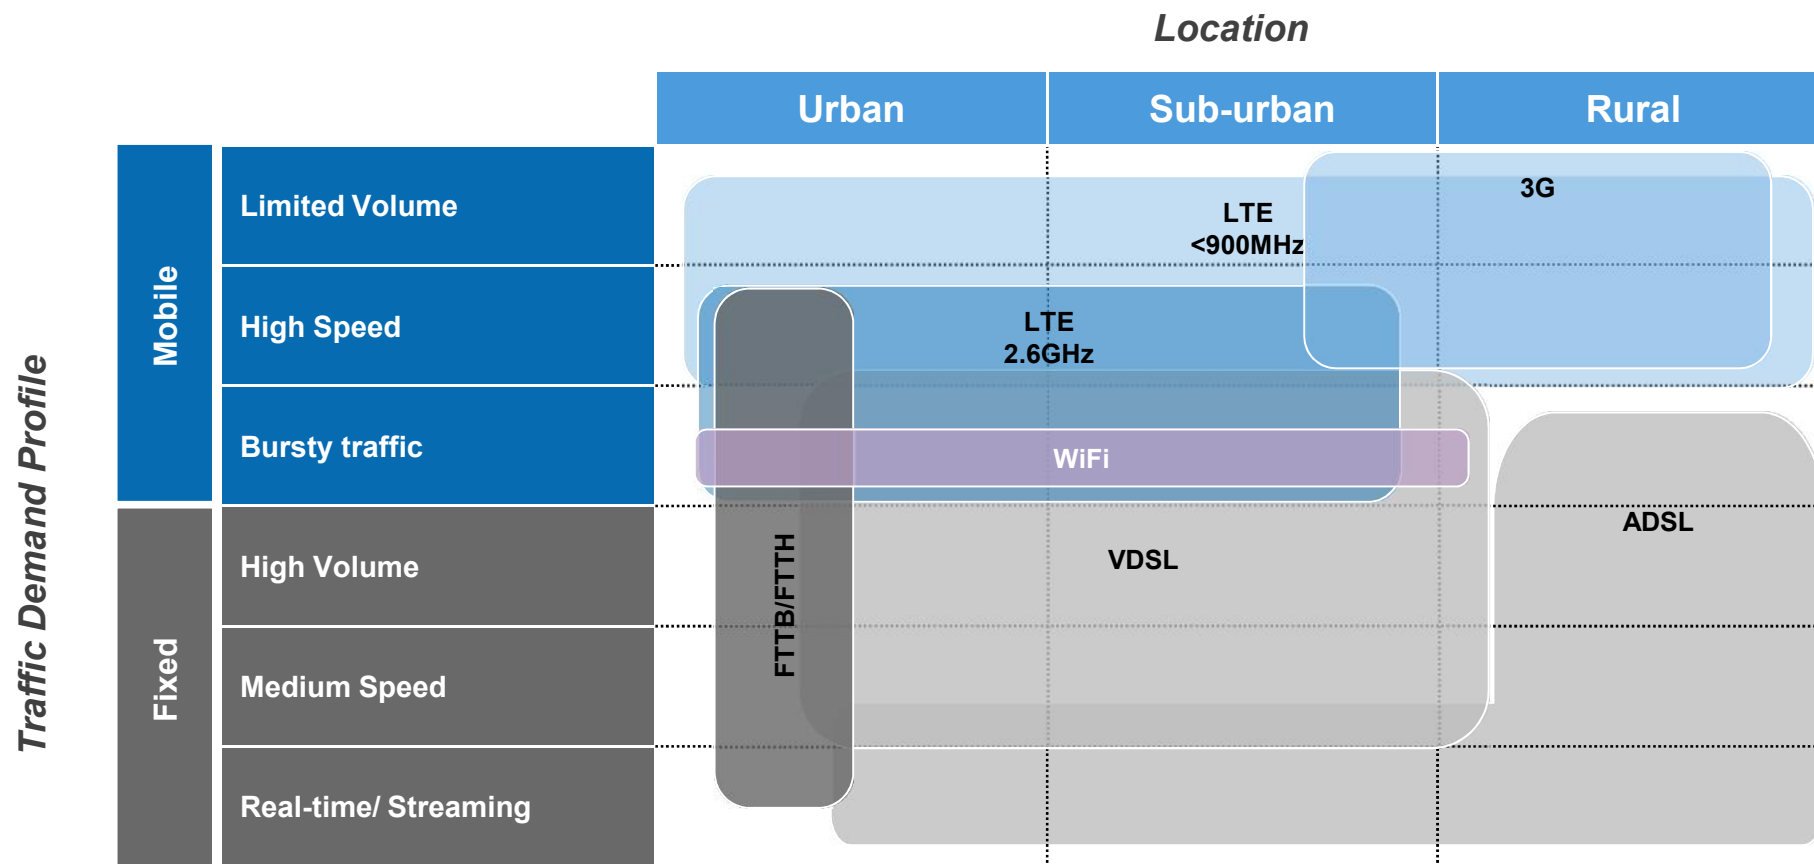 Location
Urban
Sub-urban
Rural
Traffic Demand Profile
Mobile
Limited Volume
High Speed
Bursty traffic
Fixed
High Volume
Medium Speed
Real-time/ Streaming
3G
LTE
<900MHz
LTE
2.6GHz
WiFi
ADSL
VDSL
FTTB/FTTH